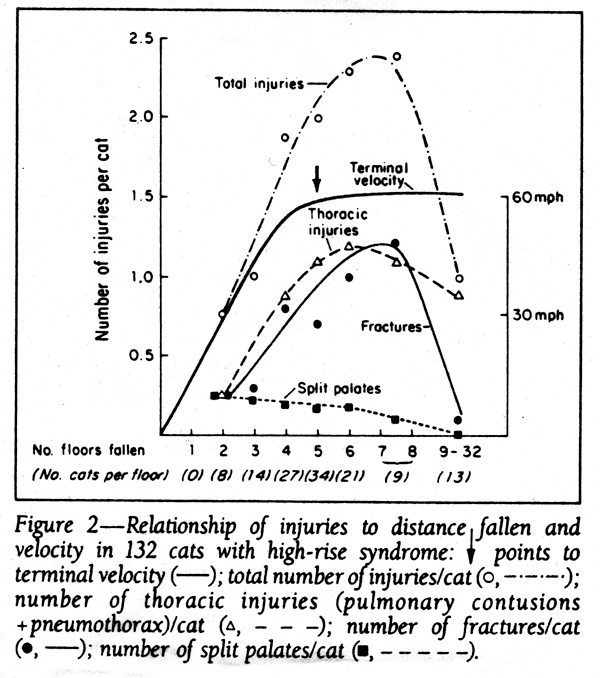 Number of injuries per cat
2.5
2.0
1.5
1.0
0.5
Total injuries
Terminal
velocity
Thoracic
injuries
Fractures
Split palates
60 mph
30 mph
No. floors fallen 1 2 3 4 5 6 7 8 9-32
(No. cats per floor) (0) (8) (14) (27) (34) (21) (9) (13)
Figure 2—Relationship of injuries to distance fallen and
velocity in 132 cats with high-rise syndrome: ↓ points to
terminal velocity (——); total number of injuries/cat (○, —·—·—·);
number of thoracic injuries (pulmonary contusions
+pneumothorax)/cat (△, – – –); number of fractures/cat
(●, ——); number of split palates/cat (■, – – – – –).